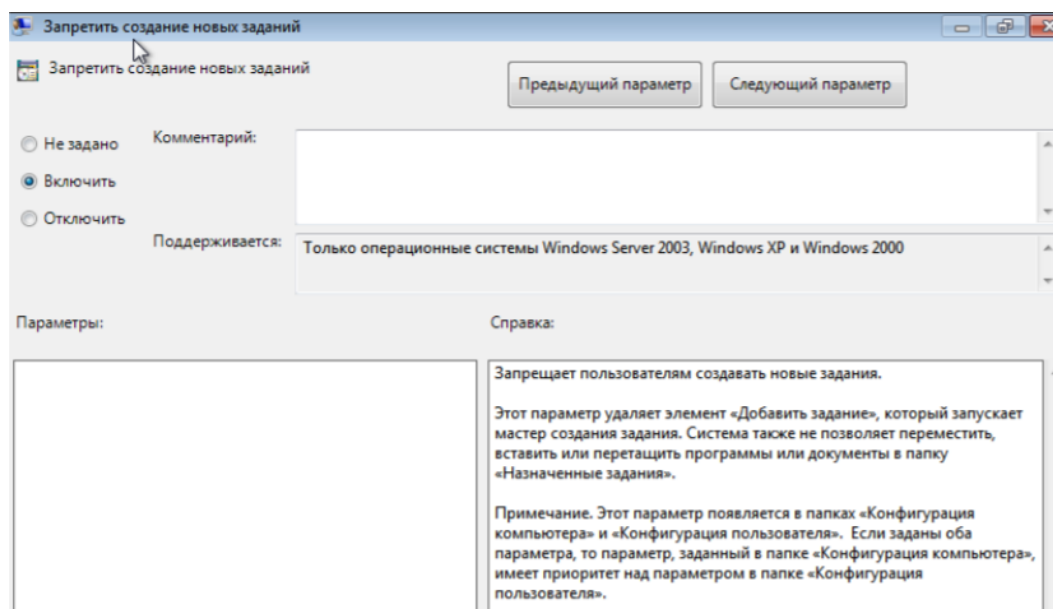 Запретить создание новых заданий
Запретить создание новых заданий
Предыдущий параметр
Следующий параметр
Не задано
Комментарий:
Включить
Отключить
Поддерживается:
Только операционные системы Windows Server 2003, Windows XP и Windows 2000
Параметры:
Справка:
Запрещает пользователям создавать новые задания.
Этот параметр удаляет элемент «Добавить задание», который запускает
мастер создания задания. Система также не позволяет переместить,
вставить или перетащить программы или документы в папку
«Назначенные задания».
Примечание. Этот параметр появляется в папках «Конфигурация
компьютера» и «Конфигурация пользователя». Если заданы оба
параметра, то параметр, заданный в папке «Конфигурация компьютера»,
имеет приоритет над параметром в папке «Конфигурация
пользователя».